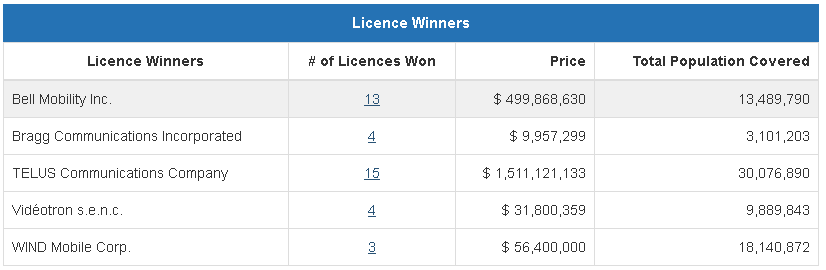 Licence Winners
Licence Winners # of Licences Won Price Total Population Covered
Bell Mobility Inc. 13 $ 499,868,630 13,489,790
Bragg Communications Incorporated 4 $ 9,957,299 3,101,203
TELUS Communications Company 15 $ 1,511,121,133 30,076,890
Vidéotron s.e.n.c. 4 $ 31,800,359 9,889,843
WIND Mobile Corp. 3 $ 56,400,000 18,140,872